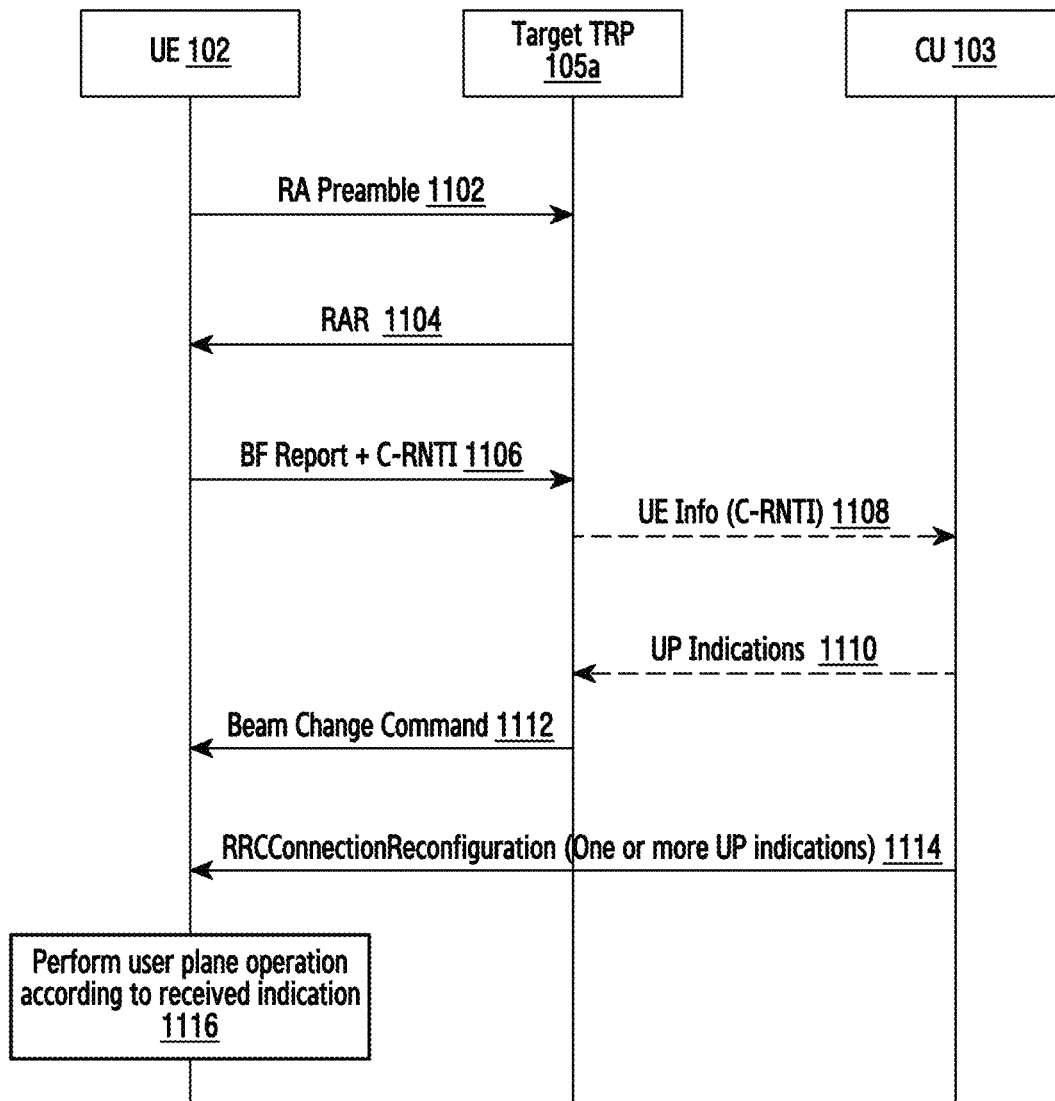 UE 102
Target TRP
105a
CU 103
RA Preamble 1102
RAR 1104
BF Report + C-RNTI 1106
UE Info (C-RNTI) 1108
UP Indications 1110
Beam Change Command 1112
RRCConnectionReconfiguration (One or more UP indications) 1114
Perform user plane operation
according to received indication
1116